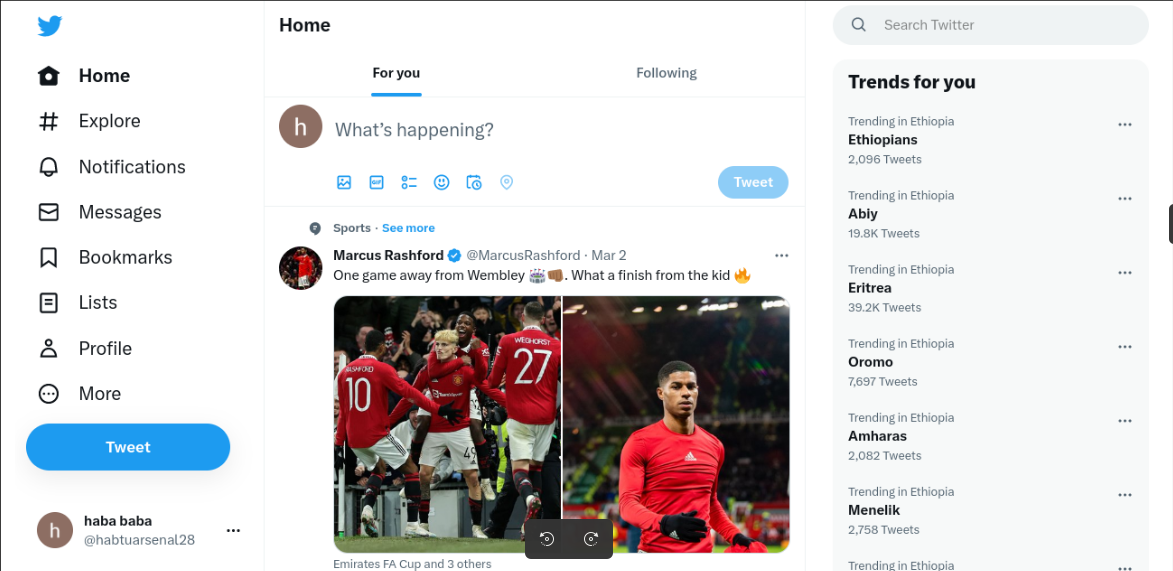 Home
Explore
Notifications
Messages
Bookmarks
Lists
Profile
More
Tweet
h
haba baba
@habtuarsenal28
Home
For you
Following
h
What's happening?
GIF
Tweet
Sports · See more
Marcus Rashford @MarcusRashford · Mar 2
One game away from Wembley 🏟️👊🏾. What a finish from the kid 🔥
RASHFORD
10
49
WEGHORST
27
Emirates FA Cup and 3 others
Search Twitter
Trends for you
Trending in Ethiopia
Ethiopians
2,096 Tweets
Trending in Ethiopia
Abiy
19.8K Tweets
Trending in Ethiopia
Eritrea
39.2K Tweets
Trending in Ethiopia
Oromo
7,697 Tweets
Trending in Ethiopia
Amharas
2,082 Tweets
Trending in Ethiopia
Menelik
2,758 Tweets
Trending in Ethiopia